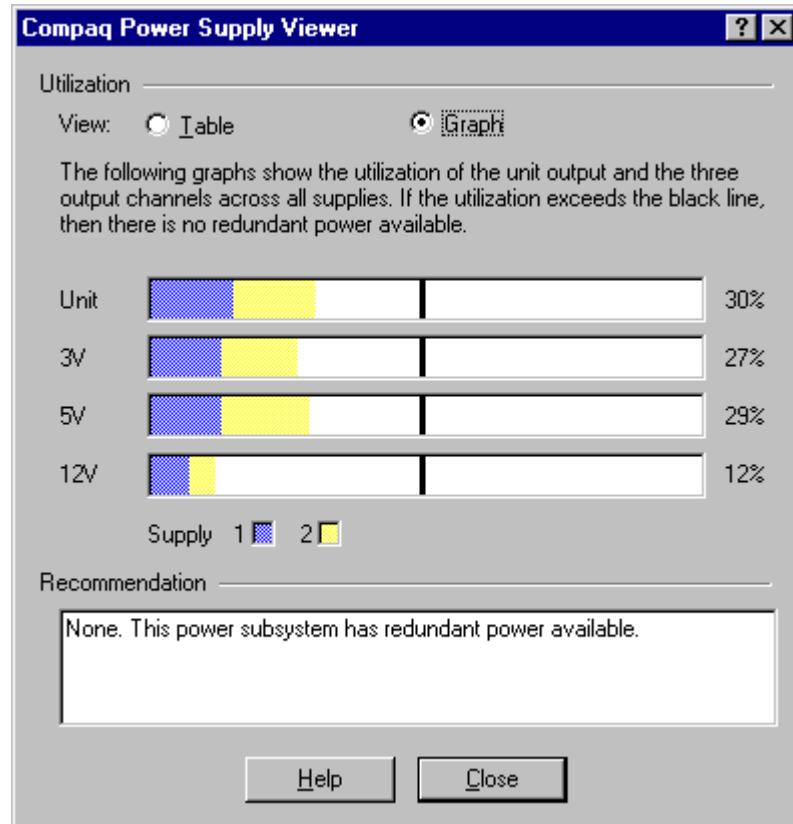 Compaq Power Supply Viewer
Utilization
View: Table Graph
The following graphs show the utilization of the unit output and the three
output channels across all supplies. If the utilization exceeds the black line,
then there is no redundant power available.
Unit 30%
3V 27%
5V 29%
12V 12%
Supply 1 2
Recommendation
None. This power subsystem has redundant power available.
Help Close